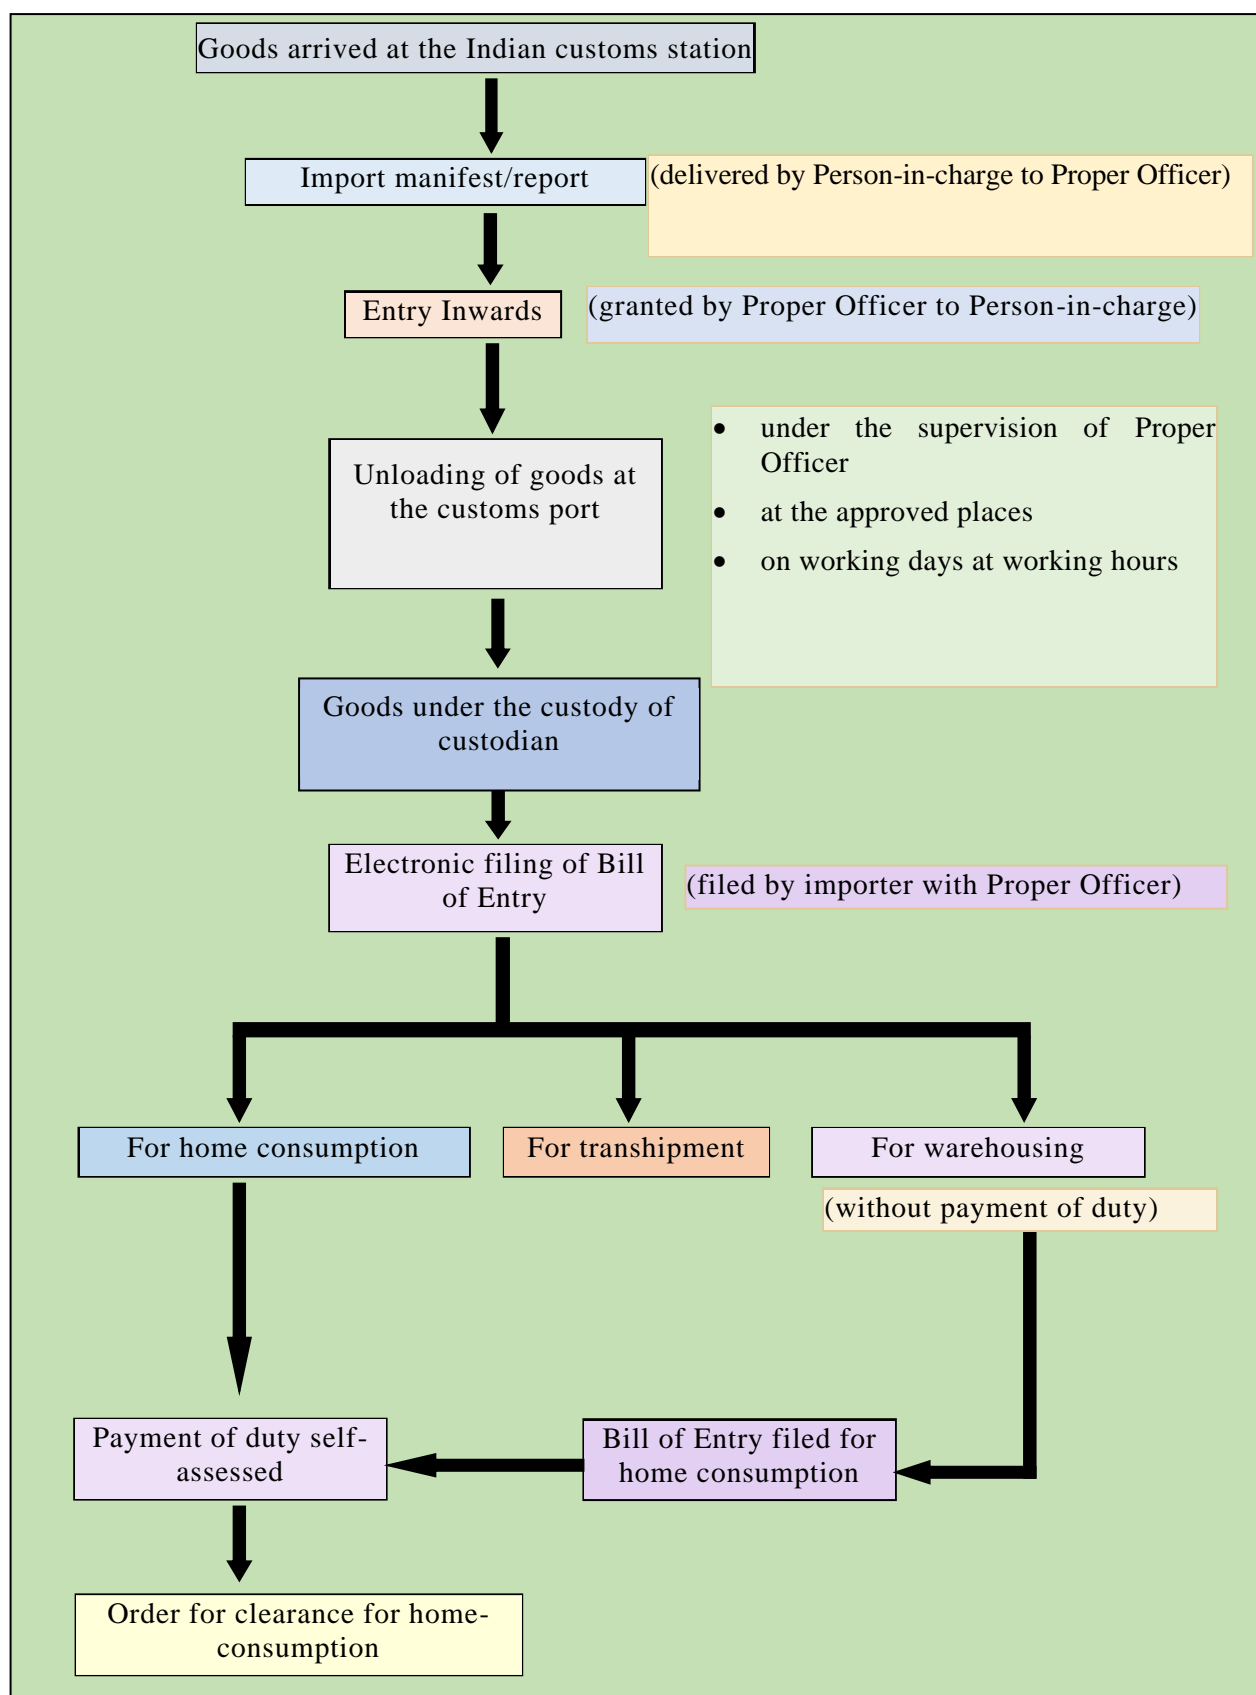 Goods arrived at the Indian customs station
Import manifest/report
(delivered by Person-in-charge to Proper Officer)
Entry Inwards
(granted by Proper Officer to Person-in-charge)
Unloading of goods at
the customs port
• under the supervision of Proper
Officer
• at the approved places
• on working days at working hours
Goods under the custody of
custodian
Electronic filing of Bill
of Entry
(filed by importer with Proper Officer)
For home consumption
For transhipment
For warehousing
(without payment of duty)
Payment of duty self-
assessed
Bill of Entry filed for
home consumption
Order for clearance for home-
consumption